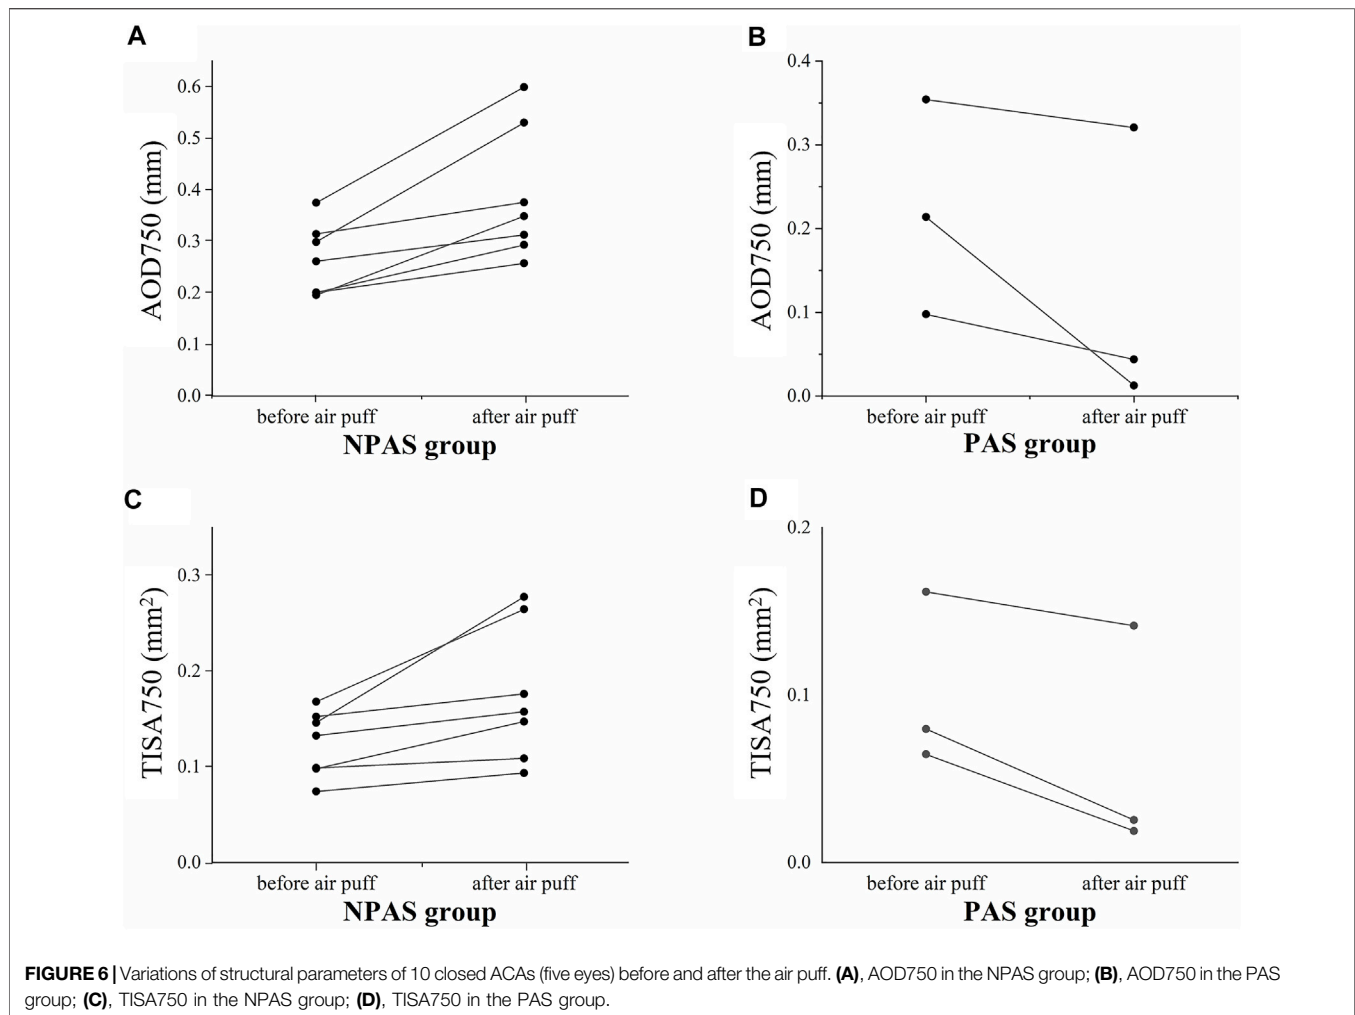 A
AOD750 (mm)
0.6
0.5
0.4
0.3
0.2
0.1
0.0
before air puff after air puff
NPAS group
B
AOD750 (mm)
0.4
0.3
0.2
0.1
0.0
before air puff after air puff
PAS group
C
TISA750 (mm²)
0.3
0.2
0.1
0.0
before air puff after air puff
NPAS group
D
TISA750 (mm²)
0.2
0.1
0.0
before air puff after air puff
PAS group
FIGURE 6 | Variations of structural parameters of 10 closed ACAs (five eyes) before and after the air puff. (A), AOD750 in the NPAS group; (B), AOD750 in the PAS
group; (C), TISA750 in the NPAS group; (D), TISA750 in the PAS group.